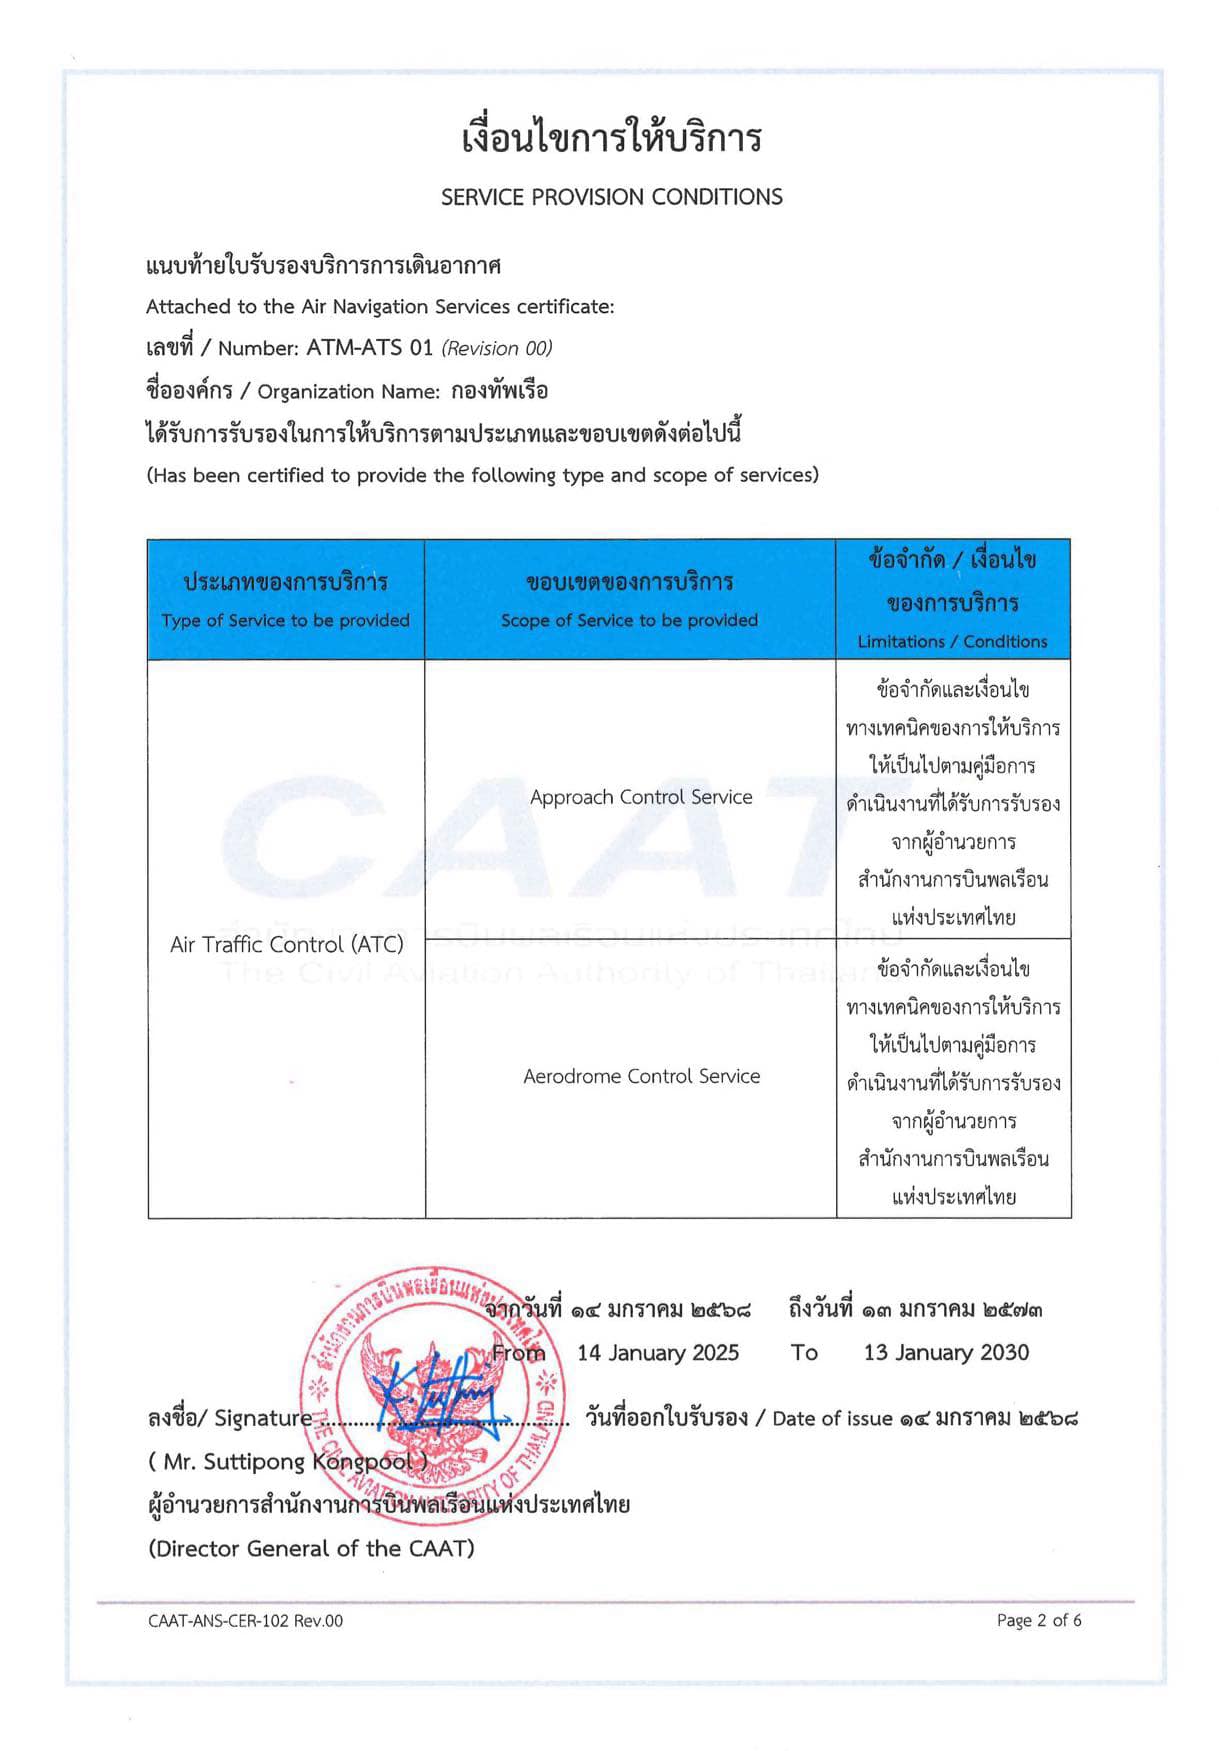 เงื่อนไขการให้บริการ
SERVICE PROVISION CONDITIONS
แนบท้ายใบรับรองบริการการเดินอากาศ
Attached to the Air Navigation Services certificate:
เลขที่ / Number: ATM-ATS 01 (Revision 00)
ชื่อองค์กร / Organization Name: กองทัพเรือ
ได้รับการรับรองในการให้บริการตามประเภทและขอบเขตดังต่อไปนี้
(Has been certified to provide the following type and scope of services)
ประเภทของการบริการ
Type of Service to be provided
ขอบเขตของการบริการ
Scope of Service to be provided
ข้อจำกัด / เงื่อนไข
ของการบริการ
Limitations / Conditions
Air Traffic Control (ATC)
Approach Control Service
ข้อจำกัดและเงื่อนไข
ทางเทคนิคของการให้บริการ
ให้เป็นไปตามคู่มือการ
ดำเนินงานที่ได้รับการรับรอง
จากผู้อำนวยการ
สำนักงานการบินพลเรือน
แห่งประเทศไทย
Aerodrome Control Service
ข้อจำกัดและเงื่อนไข
ทางเทคนิคของการให้บริการ
ให้เป็นไปตามคู่มือการ
ดำเนินงานที่ได้รับการรับรอง
จากผู้อำนวยการ
สำนักงานการบินพลเรือน
แห่งประเทศไทย
CAAT
สำนักงานการบินพลเรือนแห่งประเทศไทย
The Civil Aviation Authority of Thailand
จากวันที่ ๑๔ มกราคม ๒๕๖๘ ถึงวันที่ ๑๓ มกราคม ๒๕๗๓
From 14 January 2025 To 13 January 2030
ลงชื่อ/ Signature ........................................ วันที่ออกใบรับรอง / Date of issue ๑๔ มกราคม ๒๕๖๘
( Mr. Suttipong Kongpool )
ผู้อำนวยการสำนักงานการบินพลเรือนแห่งประเทศไทย
(Director General of the CAAT)
สำนักงานการบินพลเรือนแห่งประเทศไทย
THE CIVIL AVIATION AUTHORITY OF THAILAND
CAAT-ANS-CER-102 Rev.00
Page 2 of 6